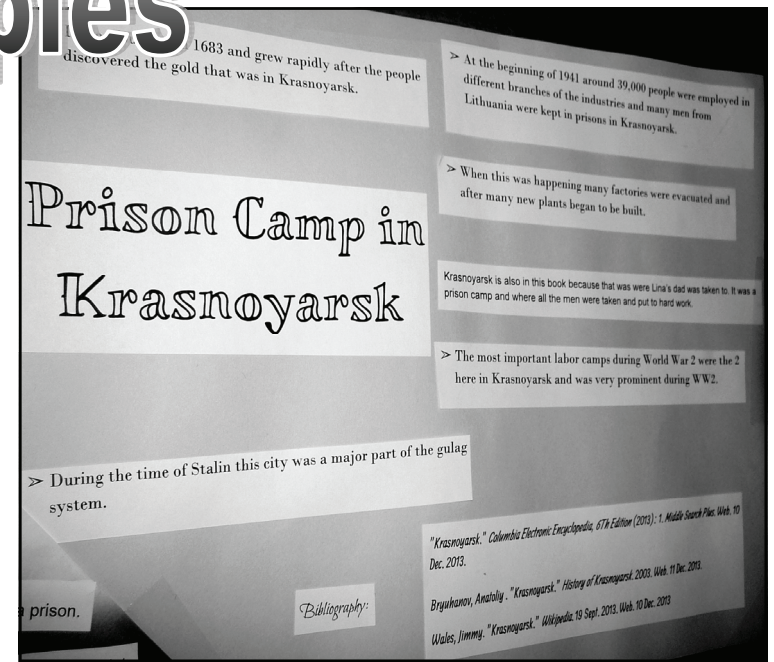 ples
1683 and grew rapidly after the people
discovered the gold that was in Krasnoyarsk.
Prison Camp in
Krasnoyarsk
➢ During the time of Stalin this city was a major part of the gulag
system.
a prison.
Bibliography:
➢ At the beginning of 1941 around 39,000 people were employed in
different branches of the industries and many men from
Lithuania were kept in prisons in Krasnoyarsk.
➢ When this was happening many factories were evacuated and
after many new plants began to be built.
Krasnoyarsk is also in this book because that was were Lina's dad was taken to. It was a
prison camp and where all the men were taken and put to hard work.
➢ The most important labor camps during World War 2 were the 2
here in Krasnoyarsk and was very prominent during WW2.
"Krasnoyarsk." Columbia Electronic Encyclopedia, 6Th Edition (2013): 1. Middle Search Plus. Web. 10
Dec. 2013.
Bryuhanov, Anatoliy . "Krasnoyarsk." History of Krasnoyarsk. 2003. Web. 11 Dec. 2013.
Wales, Jimmy. "Krasnoyarsk." Wikipedia. 19 Sept. 2013. Web. 10 Dec. 2013